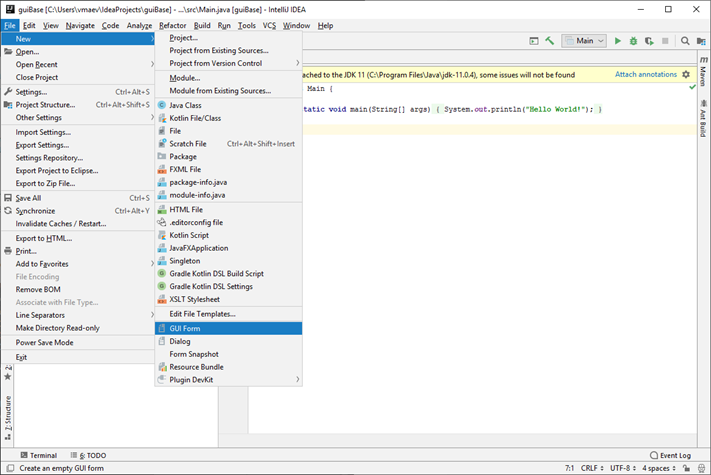 guiBase [C:\Users\vmaev\IdeaProjects\guiBase] - ...\src\Main.java [guiBase] - IntelliJ IDEA
File Edit View Navigate Code Analyze Refactor Build Run Tools VCS Window Help
New
Open...
Open Recent
Close Project
Settings... Ctrl+Alt+S
Project Structure... Ctrl+Alt+Shift+S
Other Settings
Import Settings...
Export Settings...
Settings Repository...
Export Project to Eclipse...
Export to Zip File...
Save All Ctrl+S
Synchronize Ctrl+Alt+Y
Invalidate Caches / Restart...
Export to HTML...
Print...
Add to Favorites
File Encoding
Remove BOM
Associate with File Type...
Line Separators
Make Directory Read-only
Power Save Mode
Exit
Project...
Project from Existing Sources...
Project from Version Control
Module...
Module from Existing Sources...
Java Class
Kotlin File/Class
File
Scratch File Ctrl+Alt+Shift+Insert
Package
FXML File
package-info.java
module-info.java
HTML File
.editorconfig file
Kotlin Script
JavaFXApplication
Singleton
Gradle Kotlin DSL Build Script
Gradle Kotlin DSL Settings
XSLT Stylesheet
Edit File Templates...
GUI Form
Dialog
Form Snapshot
Resource Bundle
Plugin DevKit
Main
ached to the JDK 11 (C:\Program Files\Java\jdk-11.0.4), some issues will not be found Attach annotations
Main {
tatic void main(String[] args) { System.out.println("Hello World!"); }
Maven
Ant Build
Z: Structure
Terminal
6: TODO
Event Log
Create an empty GUI form
7:1 CRLF UTF-8 4 spaces